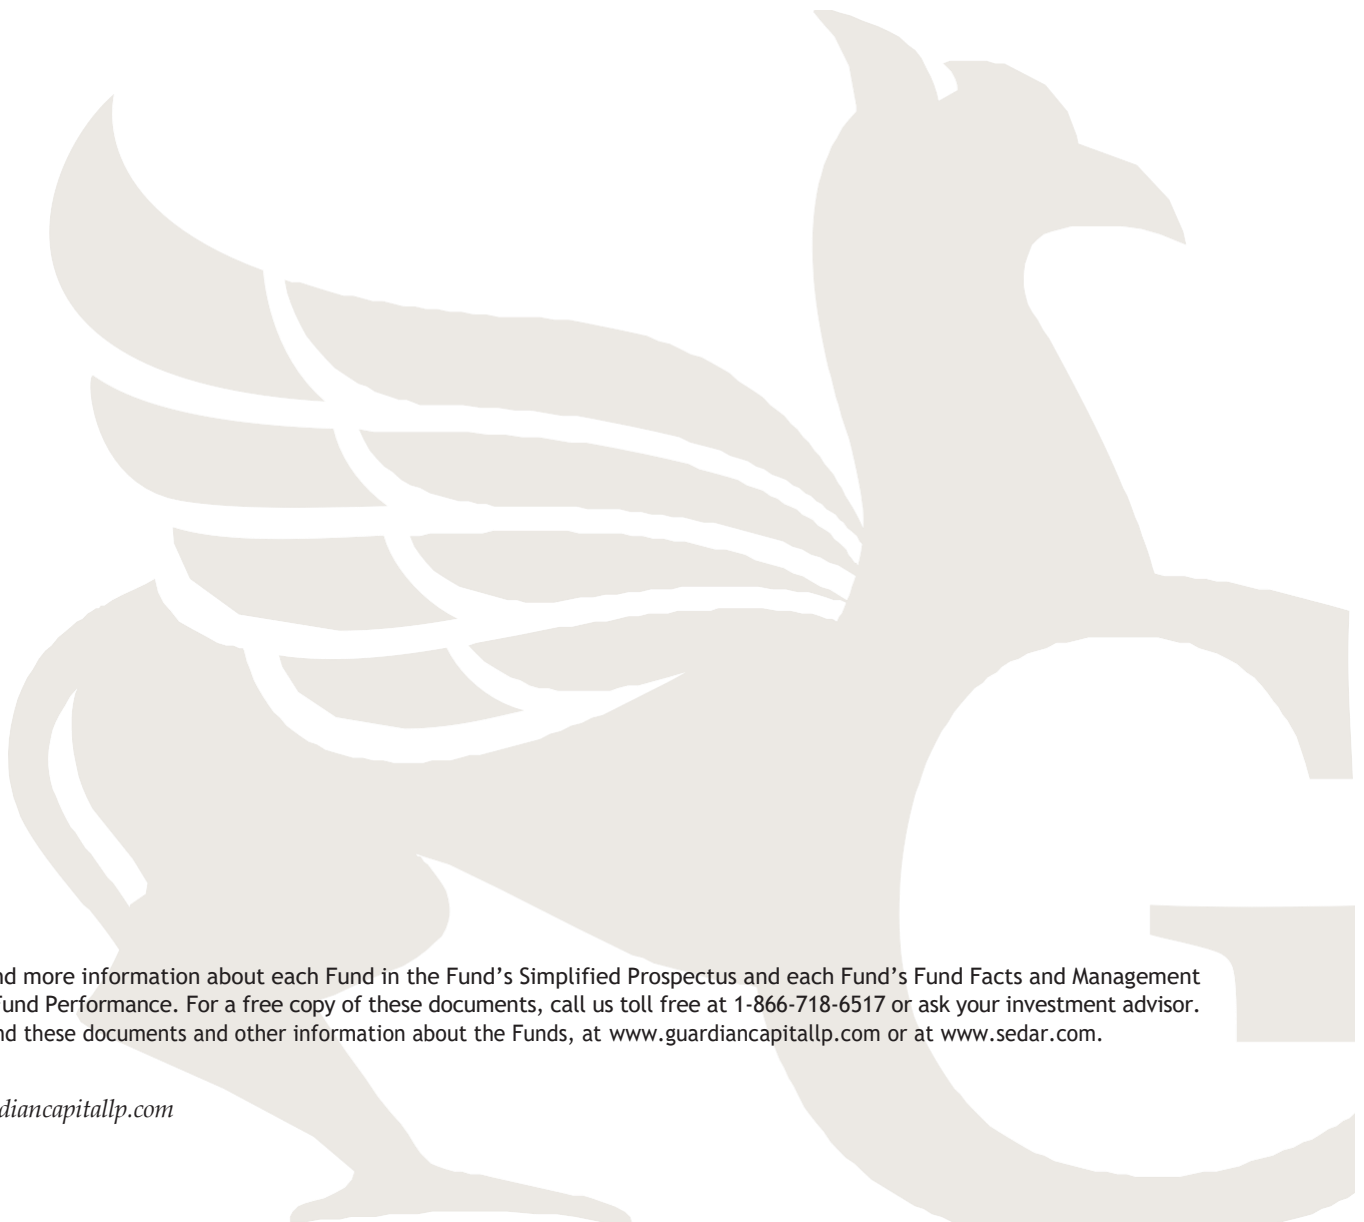 nd more information about each Fund in the Fund’s Simplified Prospectus and each Fund’s Fund Facts and Management
Fund Performance. For a free copy of these documents, call us toll free at 1-866-718-6517 or ask your investment advisor.
nd these documents and other information about the Funds, at www.guardiancapitallp.com or at www.sedar.com.
diancapitallp.com
G